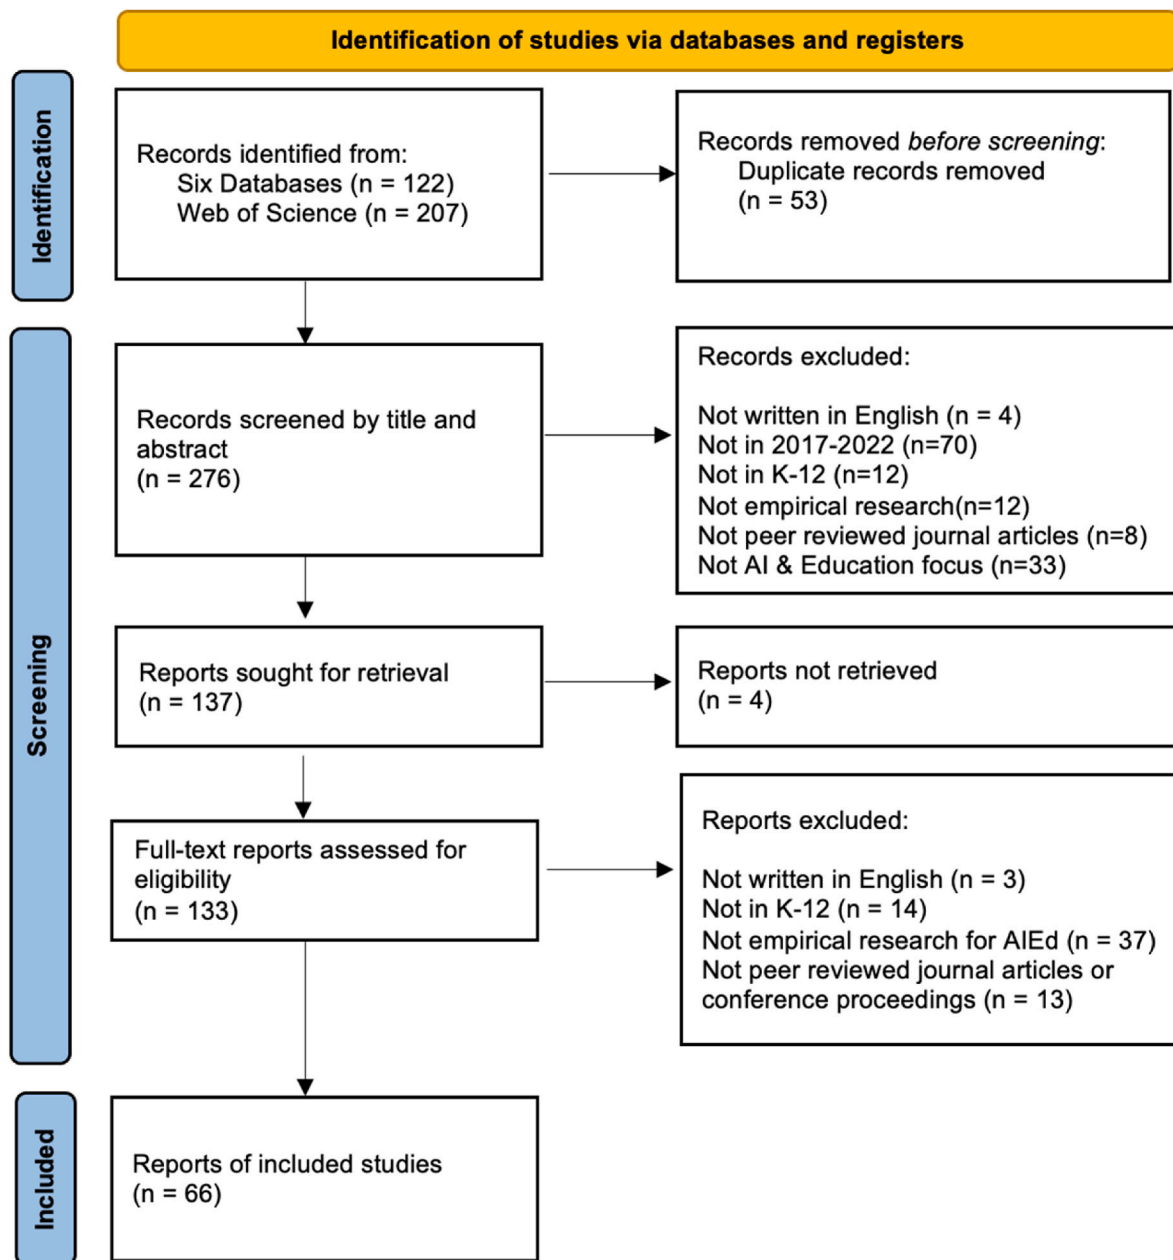 Identification of studies via databases and registers
Identification
Records identified from:
Six Databases (n = 122)
Web of Science (n = 207)
Records removed before screening:
Duplicate records removed
(n = 53)
Screening
Records screened by title and
abstract
(n = 276)
Records excluded:
Not written in English (n = 4)
Not in 2017-2022 (n=70)
Not in K-12 (n=12)
Not empirical research(n=12)
Not peer reviewed journal articles (n=8)
Not AI & Education focus (n=33)
Reports sought for retrieval
(n = 137)
Reports not retrieved
(n = 4)
Full-text reports assessed for
eligibility
(n = 133)
Reports excluded:
Not written in English (n = 3)
Not in K-12 (n = 14)
Not empirical research for AIEd (n = 37)
Not peer reviewed journal articles or
conference proceedings (n = 13)
Included
Reports of included studies
(n = 66)